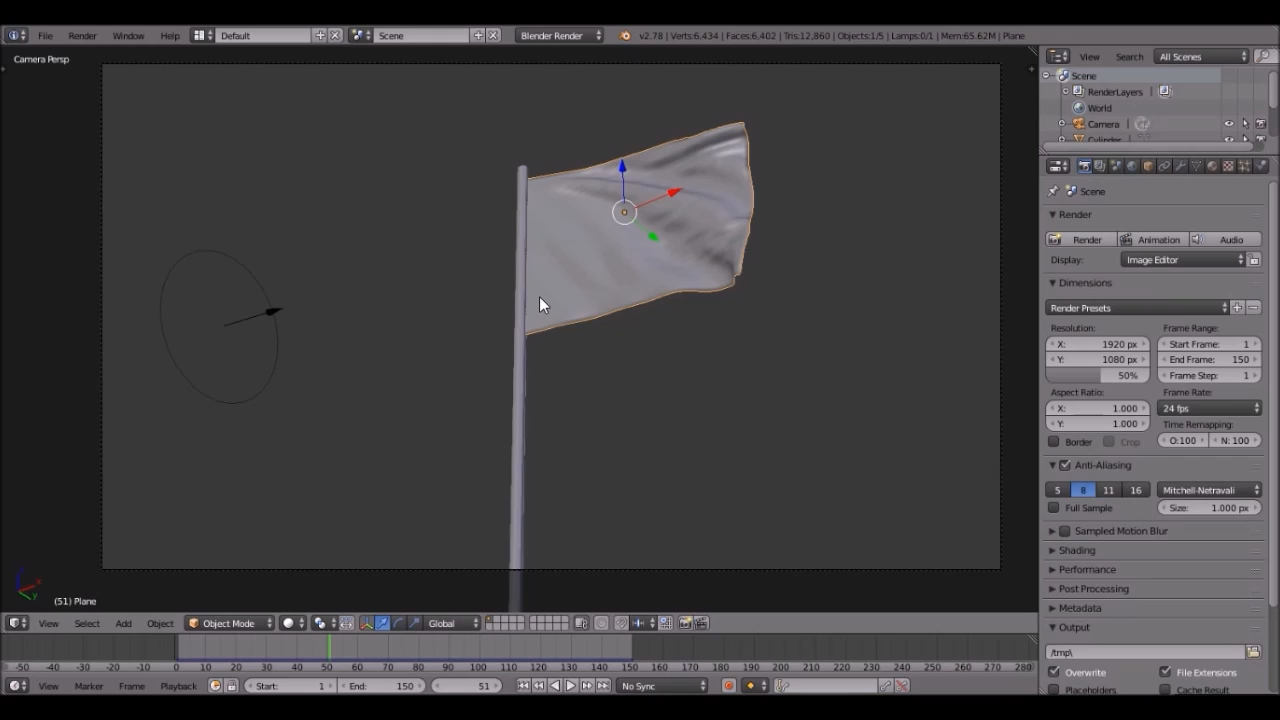 File Render Window Help Default Scene Blender Render v2.78 | Verts:6,434 | Faces:6,402 | Tris:12,860 | Objects:1/5 | Lamps:0/1 | Mem:65.62M | Plane
Camera Persp
View Search All Scenes
Scene
RenderLayers
World
Camera
Cylinder
Scene
Render
Render Animation Audio
Display: Image Editor
Dimensions
Render Presets
Resolution: Frame Range:
X: 1920 px Start Frame: 1
Y: 1080 px End Frame: 150
50% Frame Step: 1
Aspect Ratio: Frame Rate:
X: 1.000 24 fps
Y: 1.000 Time Remapping:
Border Crop O:100 N: 100
Anti-Aliasing
5 8 11 16 Mitchell-Netravali
Full Sample Size: 1.000 px
Sampled Motion Blur
Shading
Performance
Post Processing
Metadata
Output
/tmp\
Overwrite File Extensions
Placeholders Cache Result
(51) Plane
View Select Add Object Object Mode Global
-50 -40 -30 -20 -10 0 10 20 30 40 50 60 70 80 90 100 110 120 130 140 150 160 170 180 190 200 210 220 230 240 250 260 270 280
View Marker Frame Playback Start: 1 End: 150 51 No Sync